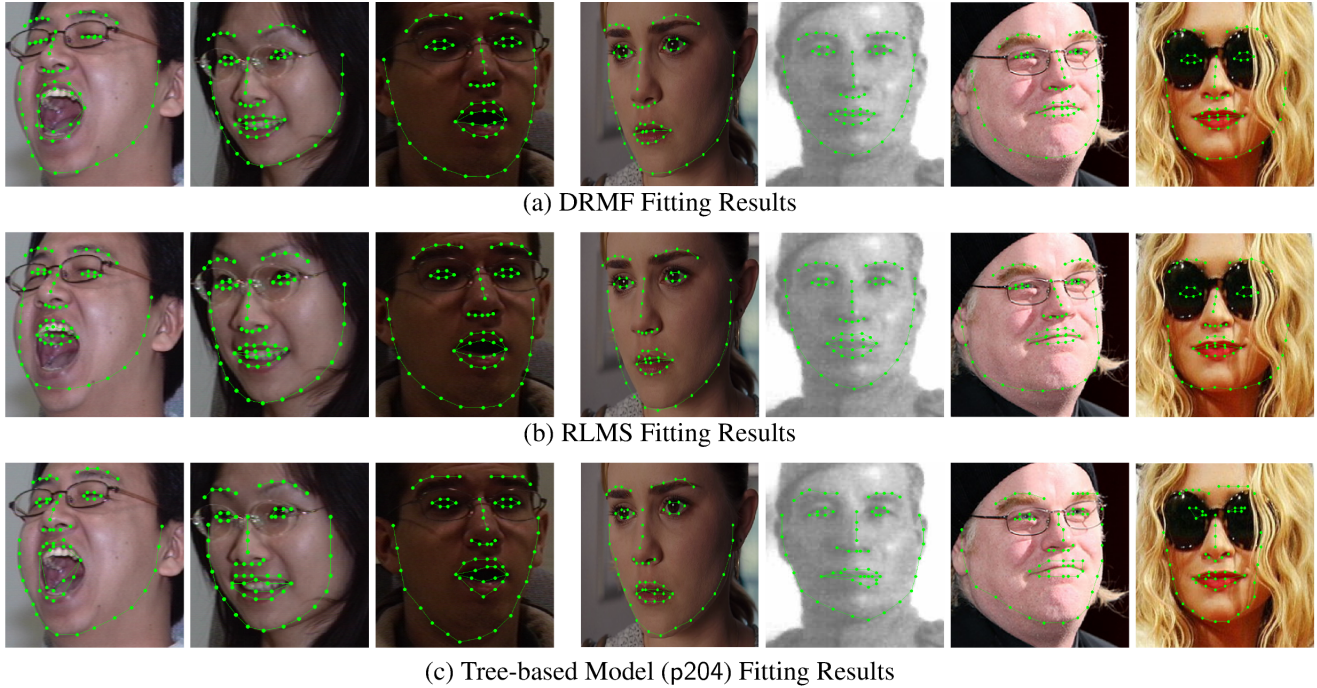 (a) DRMF Fitting Results
(b) RLMS Fitting Results
(c) Tree-based Model (p204) Fitting Results